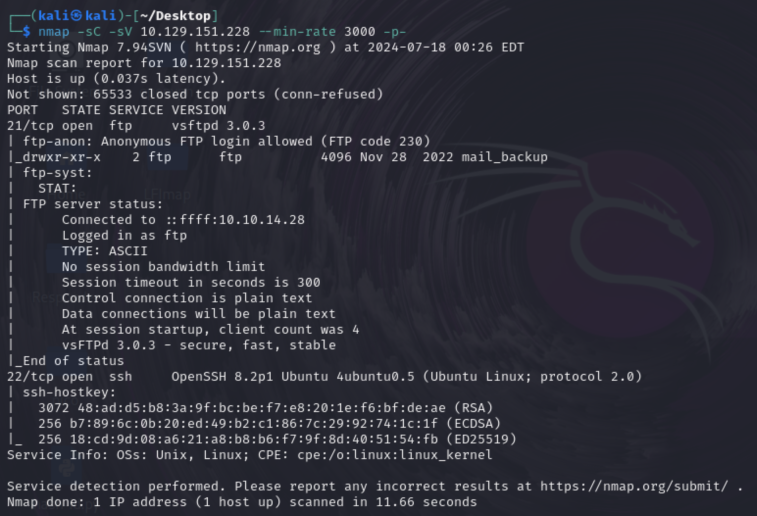 ┌──(kali㉿kali)-[~/Desktop]
└─$ nmap -sC -sV 10.129.151.228 --min-rate 3000 -p-
Starting Nmap 7.94SVN ( https://nmap.org ) at 2024-07-18 00:26 EDT
Nmap scan report for 10.129.151.228
Host is up (0.037s latency).
Not shown: 65533 closed tcp ports (conn-refused)
PORT   STATE SERVICE VERSION
21/tcp open  ftp     vsftpd 3.0.3
| ftp-anon: Anonymous FTP login allowed (FTP code 230)
|_drwxr-xr-x    2 ftp      ftp          4096 Nov 28  2022 mail_backup
| ftp-syst:
|   STAT:
| FTP server status:
|      Connected to ::ffff:10.10.14.28
|      Logged in as ftp
|      TYPE: ASCII
|      No session bandwidth limit
|      Session timeout in seconds is 300
|      Control connection is plain text
|      Data connections will be plain text
|      At session startup, client count was 4
|      vsFTPd 3.0.3 - secure, fast, stable
|_End of status
22/tcp open  ssh     OpenSSH 8.2p1 Ubuntu 4ubuntu0.5 (Ubuntu Linux; protocol 2.0)
| ssh-hostkey:
|   3072 48:ad:d5:b8:3a:9f:bc:be:f7:e8:20:1e:f6:bf:de:ae (RSA)
|   256 b7:89:6c:0b:20:ed:49:b2:c1:86:7c:29:92:74:1c:1f (ECDSA)
|_  256 18:cd:9d:08:a6:21:a8:b8:b6:f7:9f:8d:40:51:54:fb (ED25519)
Service Info: OSs: Unix, Linux; CPE: cpe:/o:linux:linux_kernel

Service detection performed. Please report any incorrect results at https://nmap.org/submit/ .
Nmap done: 1 IP address (1 host up) scanned in 11.66 seconds